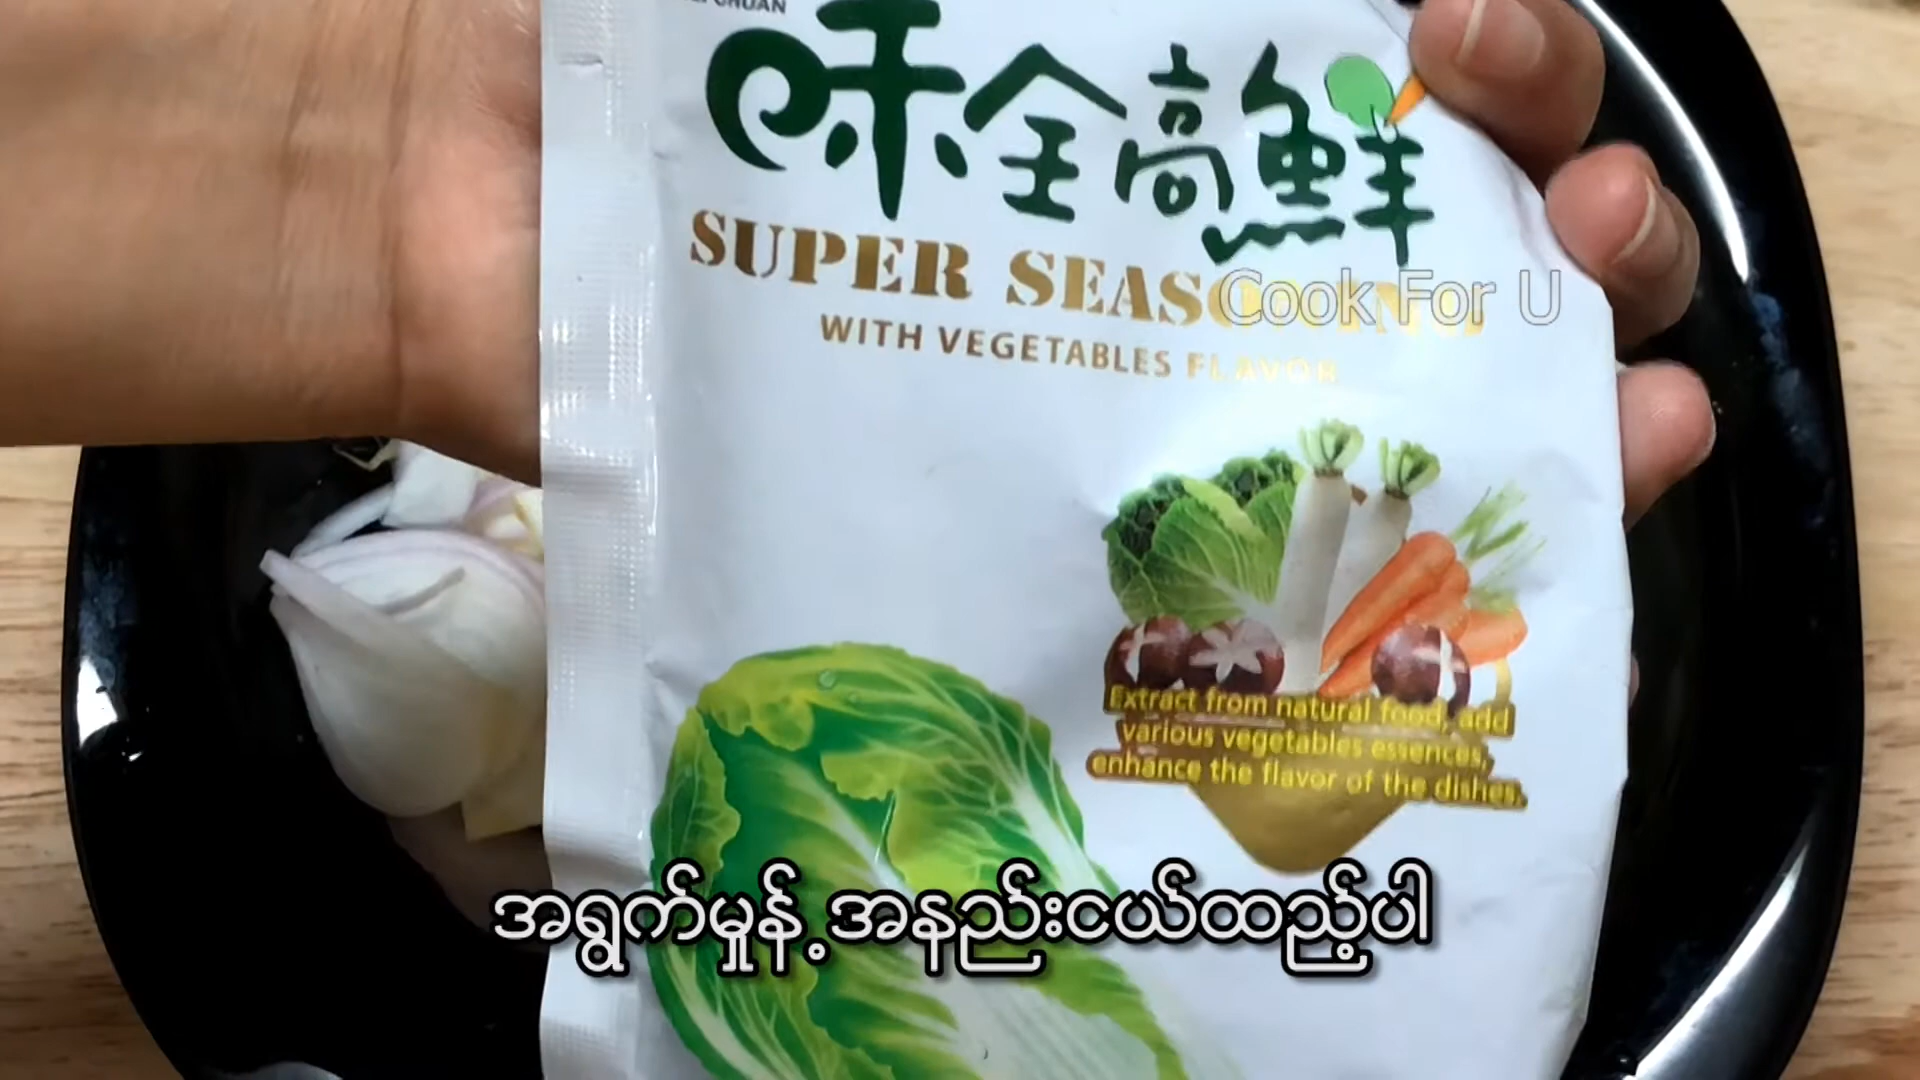 味全高鮮
SUPER SEASONING
Cook For U
WITH VEGETABLES FLAVOR
Extract from natural food, add
various vegetables essences,
enhance the flavor of the dishes.
အရွက်မှုန့် အနည်းငယ်ထည့်ပါ